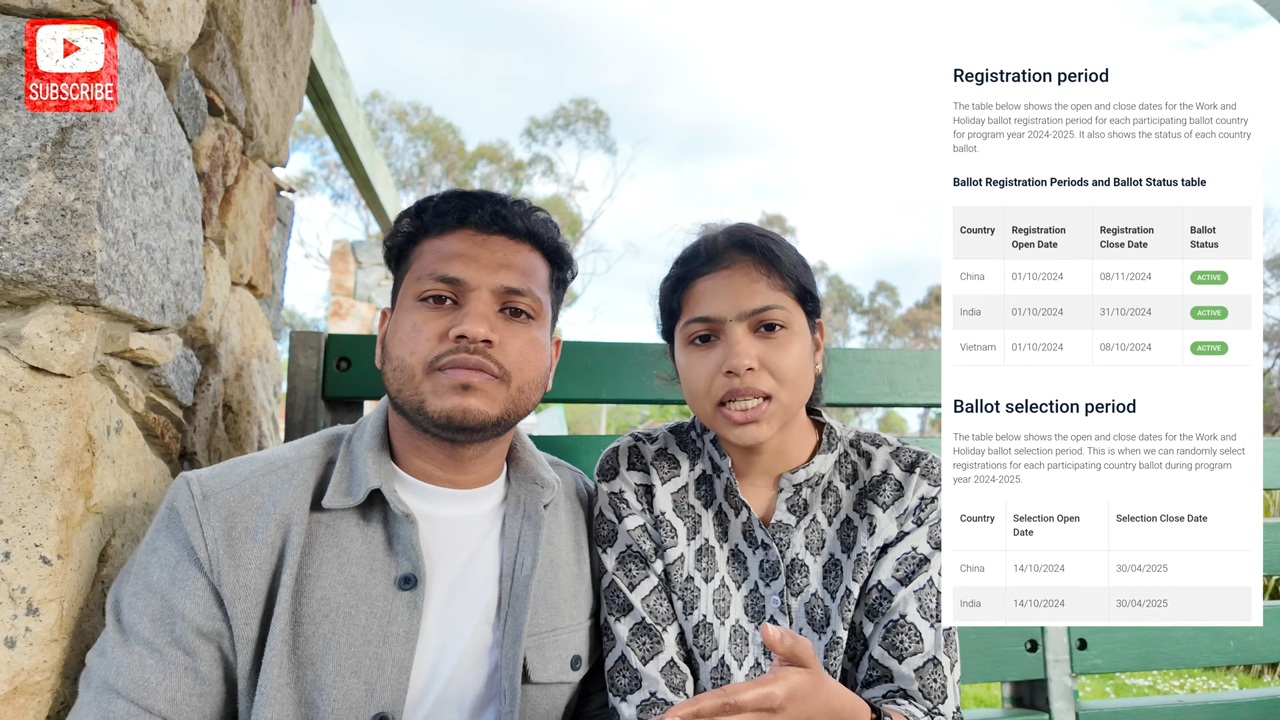 SUBSCRIBE
Registration period
The table below shows the open and close dates for the Work and
Holiday ballot registration period for each participating ballot country
for program year 2024-2025. It also shows the status of each country
ballot.
Ballot Registration Periods and Ballot Status table
Country Registration Open Date Registration Close Date Ballot Status
China 01/10/2024 08/11/2024 ACTIVE
India 01/10/2024 31/10/2024 ACTIVE
Vietnam 01/10/2024 08/10/2024 ACTIVE
Ballot selection period
The table below shows the open and close dates for the Work and
Holiday ballot selection period. This is when we can randomly select
registrations for each participating country ballot during program
year 2024-2025.
Country Selection Open Date Selection Close Date
China 14/10/2024 30/04/2025
India 14/10/2024 30/04/2025